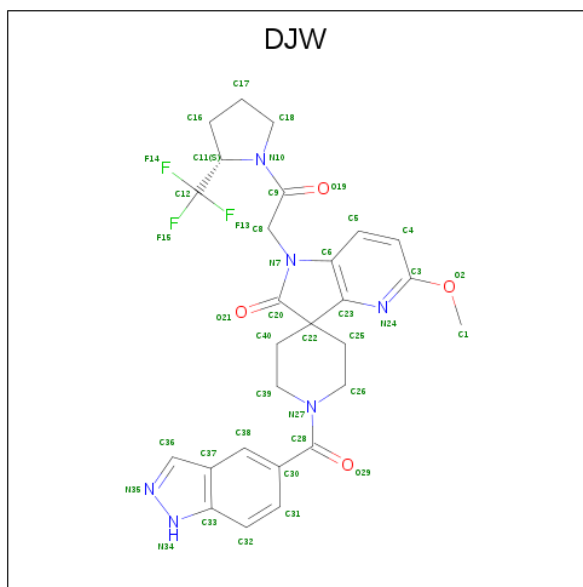 DJW
C17
C16 C18
F14 C11(S) N10
F N
C12 C9 O19
O
F F C5
F15 F13 C8 C4
N7 C6
N O2
C3 O
O21 C20 C23 N
O N24
C22 C1
C40 C25
C39 C26
N
N27
C36 C38 C28
C37 O
C30 O29
N35 N
C33 C31
N
H
N34 C32